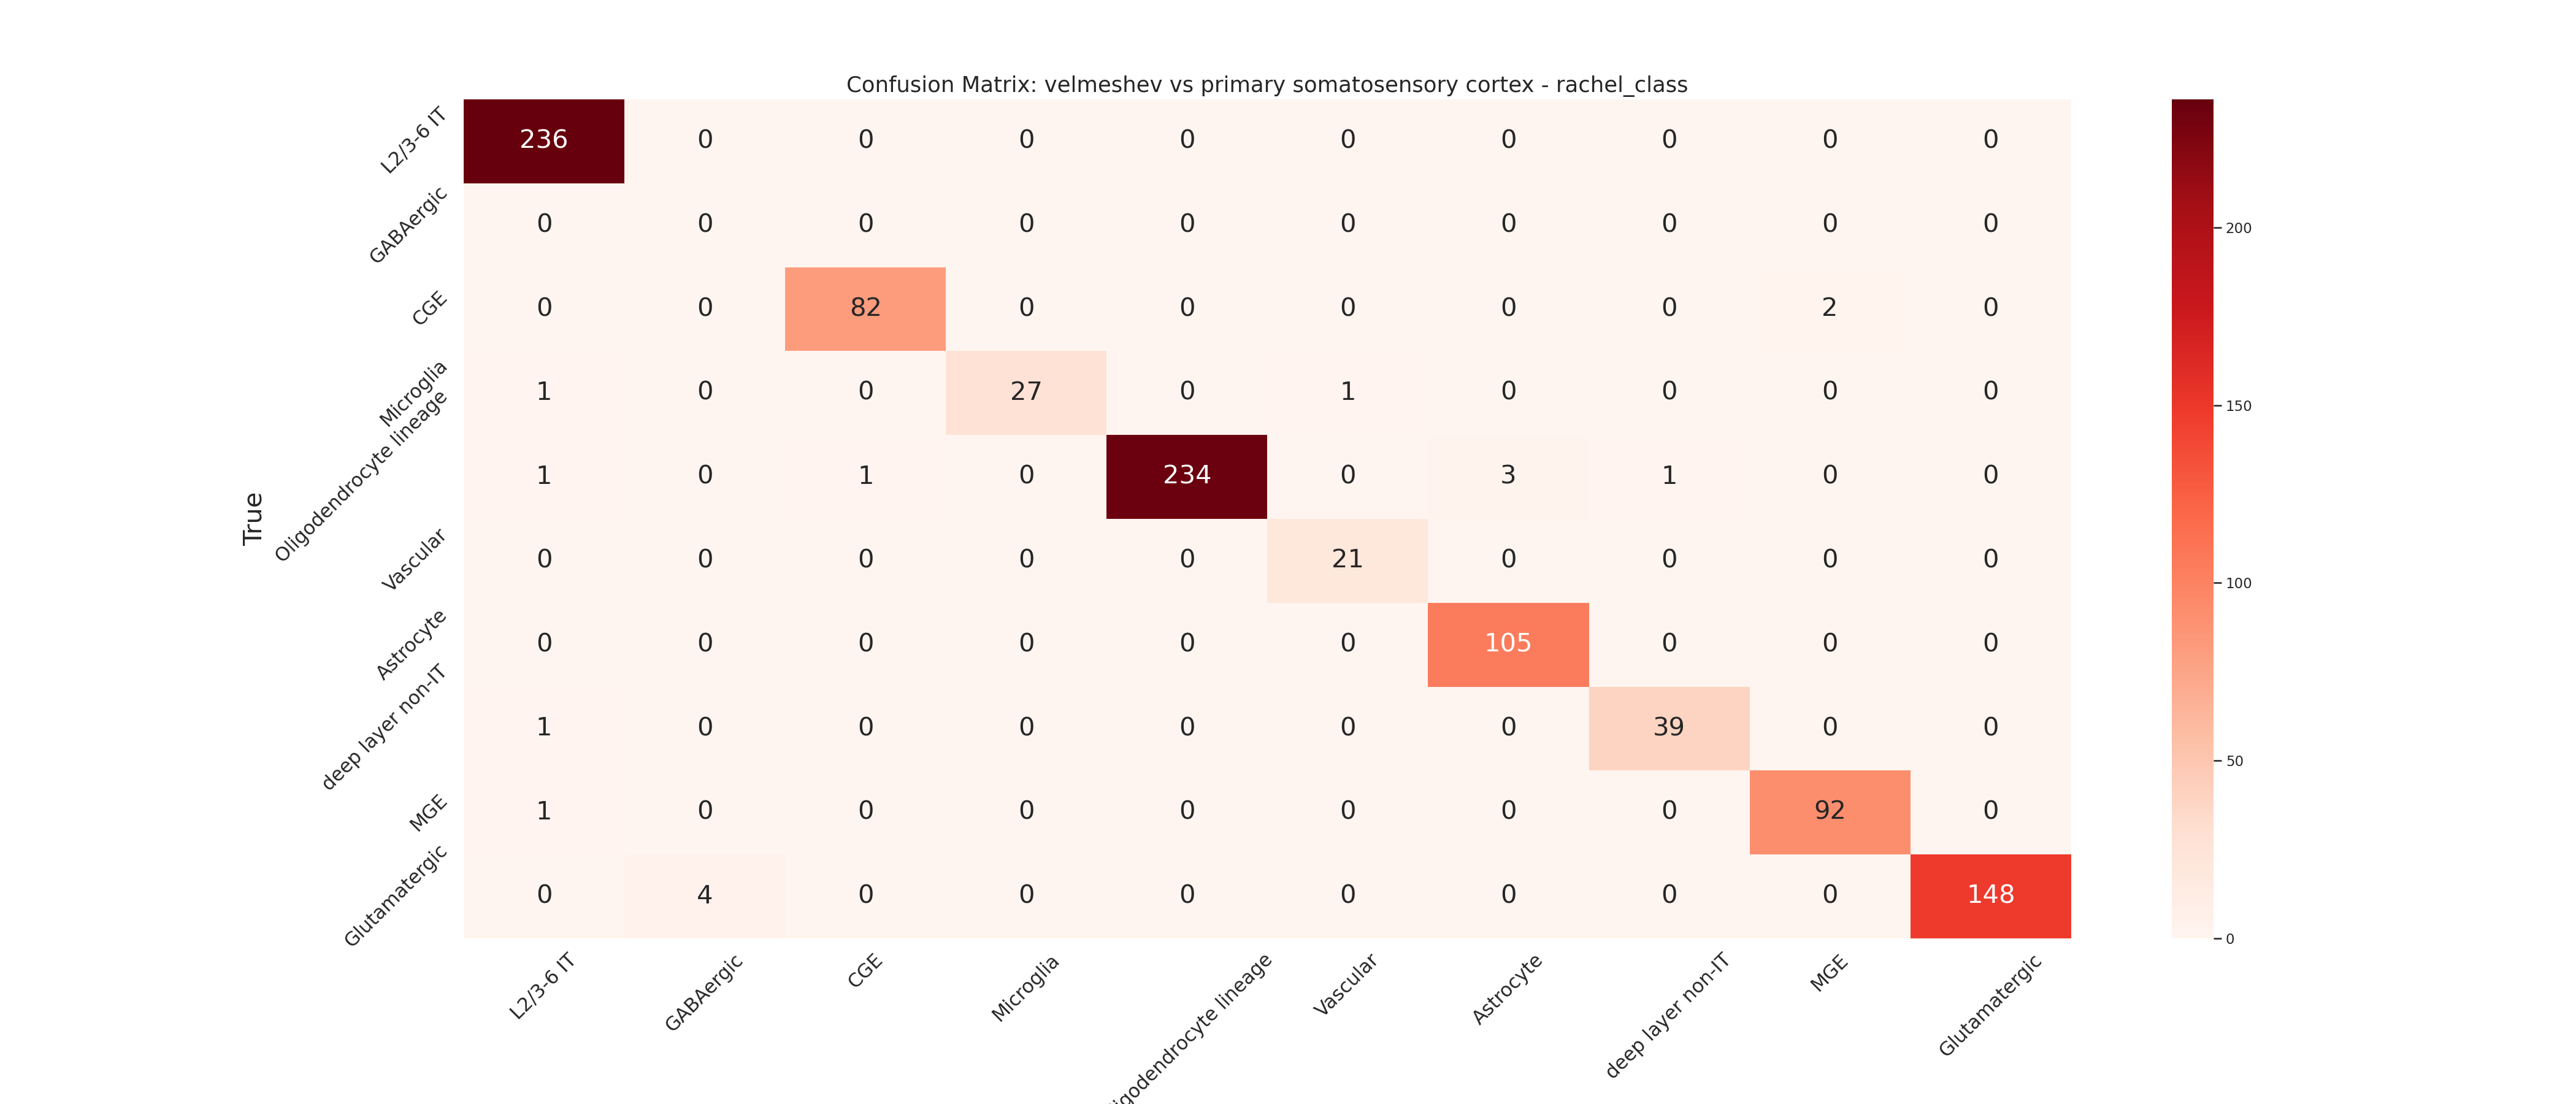 Confusion Matrix: velmeshev vs primary somatosensory cortex - rachel_class
L2/3-6 IT 236 0 0 0 0 0 0 0 0 0
GABAergic 0 0 0 0 0 0 0 0 0 0
CGE 0 0 82 0 0 0 0 0 2 0
Microglia 1 0 0 27 0 1 0 0 0 0
Oligodendrocyte lineage 1 0 1 0 234 0 3 1 0 0
Vascular 0 0 0 0 0 21 0 0 0 0
Astrocyte 0 0 0 0 0 0 105 0 0 0
deep layer non-IT 1 0 0 0 0 0 0 39 0 0
MGE 1 0 0 0 0 0 0 0 92 0
Glutamatergic 0 4 0 0 0 0 0 0 0 148
True
L2/3-6 IT GABAergic CGE Microglia igodendrocyte lineage Vascular Astrocyte deep layer non-IT MGE Glutamatergic
200
150
100
50
0